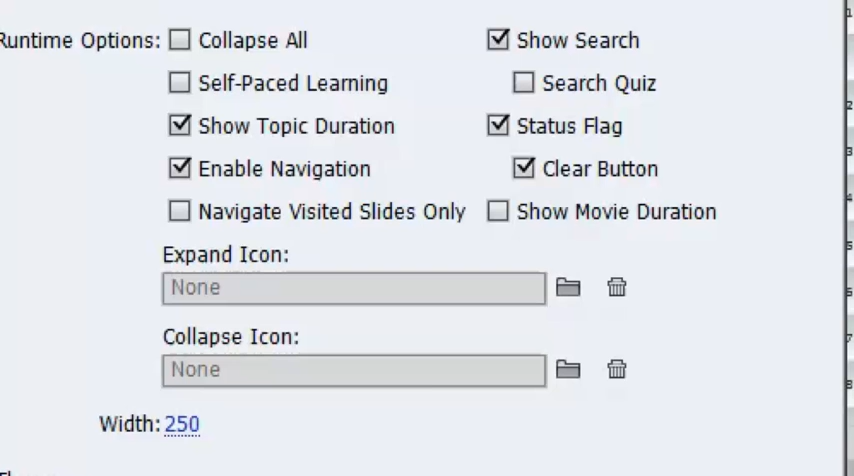 Runtime Options: Collapse All Show Search
Self-Paced Learning Search Quiz
Show Topic Duration Status Flag
Enable Navigation Clear Button
Navigate Visited Slides Only Show Movie Duration
Expand Icon:
None
Collapse Icon:
None
Width: 250